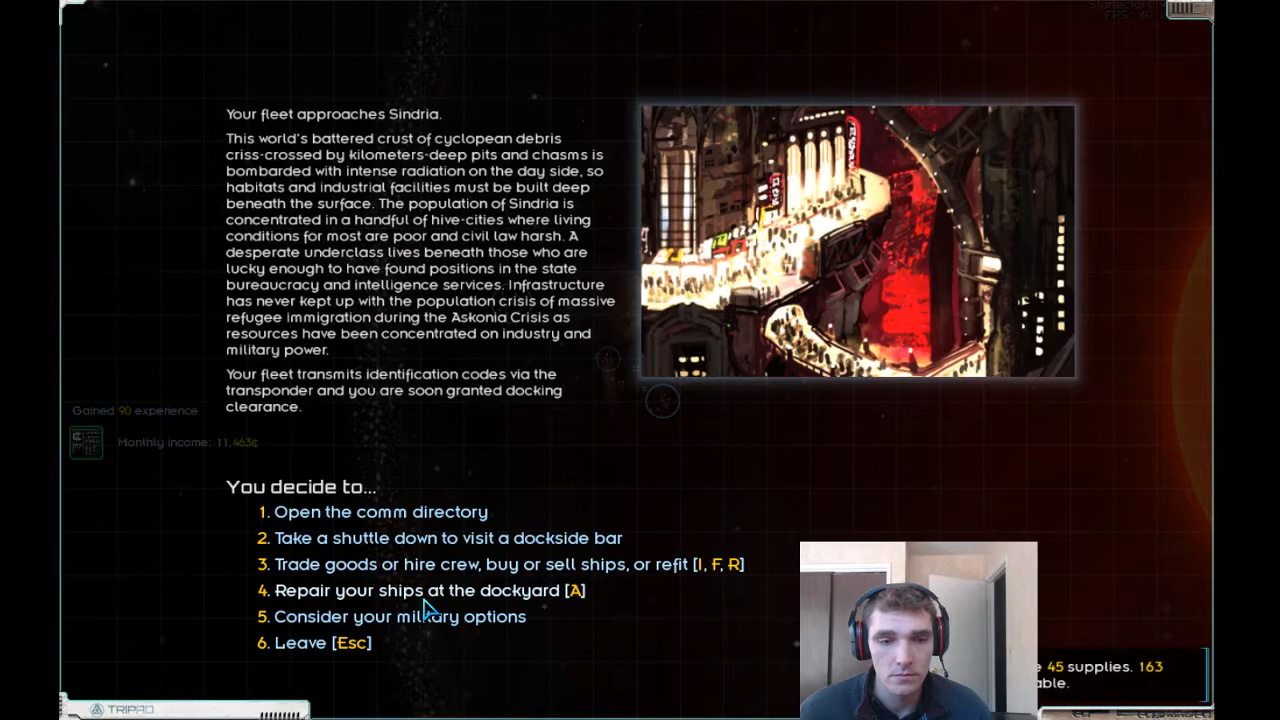 Starsector
FPS: 60
Your fleet approaches Sindria.
This world's battered crust of cyclopean debris
criss-crossed by kilometers-deep pits and chasms is
bombarded with intense radiation on the day side, so
habitats and industrial facilities must be built deep
beneath the surface. The population of Sindria is
concentrated in a handful of hive-cities where living
conditions for most are poor and civil law harsh. A
desperate underclass lives beneath those who are
lucky enough to have found positions in the state
bureaucracy and intelligence services. Infrastructure
has never kept up with the population crisis of massive
refugee immigration during the Askonia Crisis as
resources have been concentrated on industry and
military power.
Your fleet transmits identification codes via the
transponder and you are soon granted docking
clearance.
Gained 90 experience
Monthly income: 11,463¢
You decide to...
1. Open the comm directory
2. Take a shuttle down to visit a dockside bar
3. Trade goods or hire crew, buy or sell ships, or refit [I, F, R]
4. Repair your ships at the dockyard [A]
5. Consider your military options
6. Leave [Esc]
45 supplies. 163
able.
TRIPAD